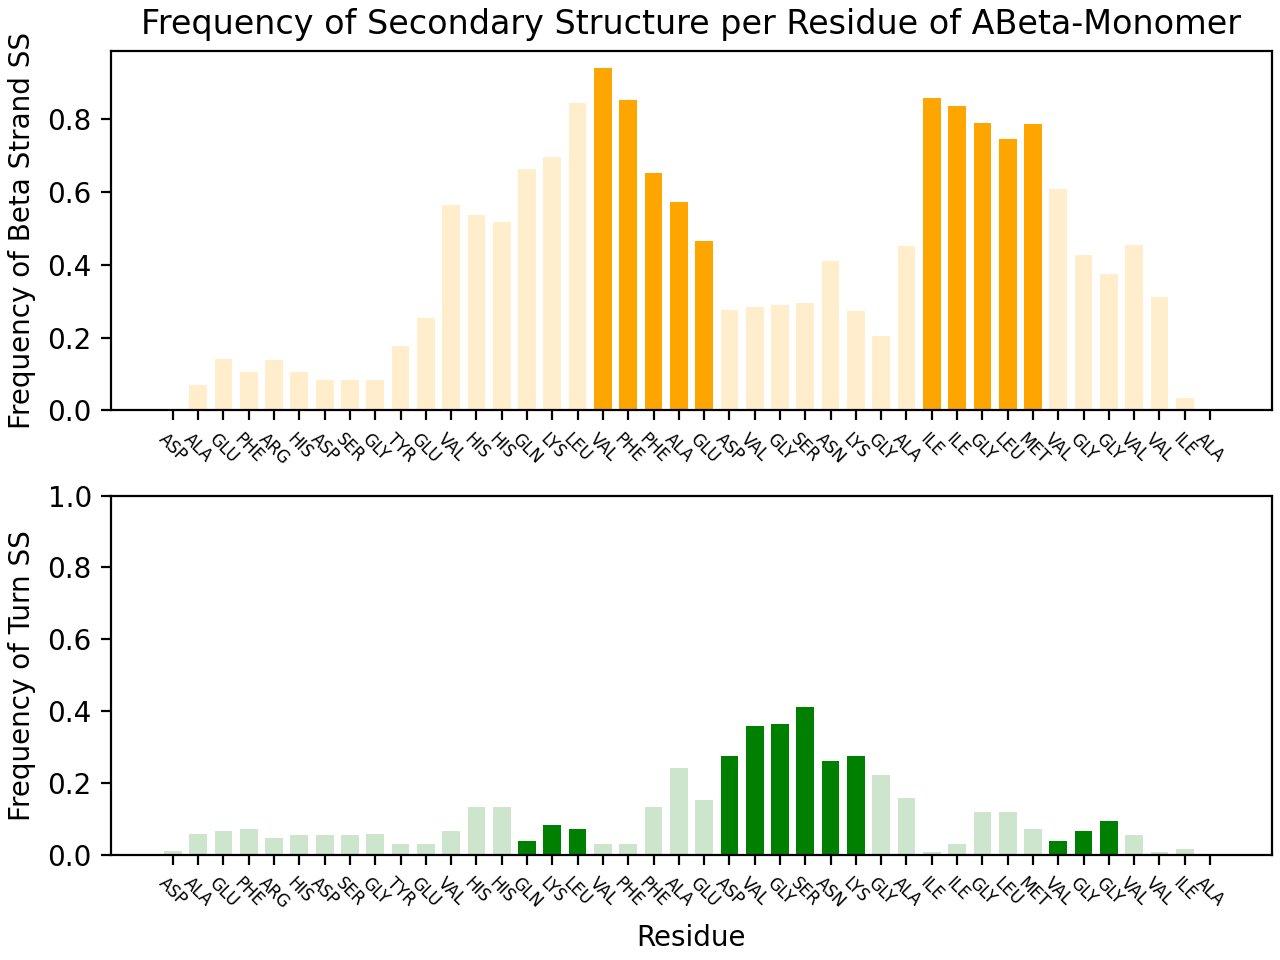 Frequency of Secondary Structure per Residue of ABeta-Monomer
Frequency of Beta Strand SS
0.8
0.6
0.4
0.2
0.0
ASP ALA GLU PHE ARG HIS ASP SER GLY TYR GLU VAL HIS HIS GLN LYS LEU VAL PHE PHE ALA GLU ASP VAL GLY SER ASN LYS GLY ALA ILE ILE GLY LEU MET VAL GLY GLY VAL VAL ILE ALA
Frequency of Turn SS
1.0
0.8
0.6
0.4
0.2
0.0
ASP ALA GLU PHE ARG HIS ASP SER GLY TYR GLU VAL HIS HIS GLN LYS LEU VAL PHE PHE ALA GLU ASP VAL GLY SER ASN LYS GLY ALA ILE ILE GLY LEU MET VAL GLY GLY VAL VAL ILE ALA
Residue